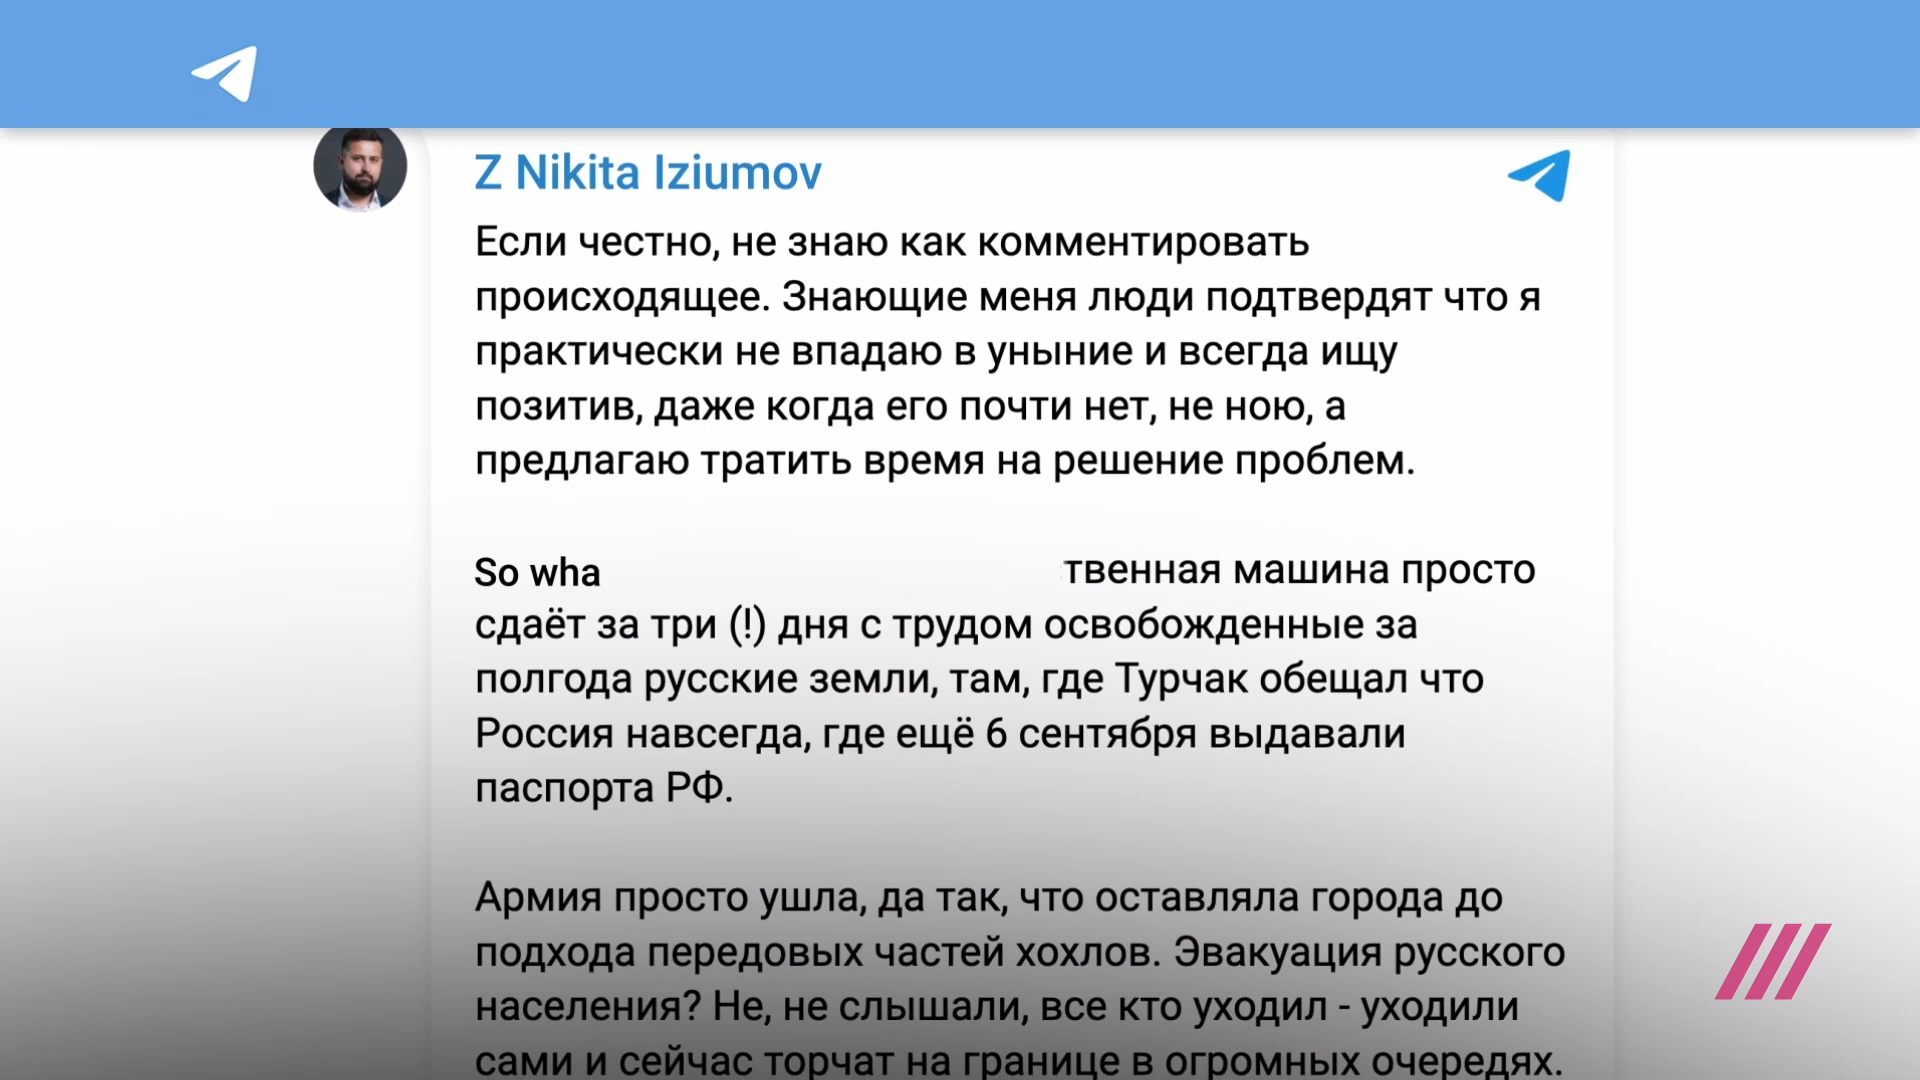 Z Nikita Iziumov
Если честно, не знаю как комментировать
происходящее. Знающие меня люди подтвердят что я
практически не впадаю в уныние и всегда ищу
позитив, даже когда его почти нет, не ною, а
предлагаю тратить время на решение проблем.
So wha твенная машина просто
сдаёт за три (!) дня с трудом освобожденные за
полгода русские земли, там, где Турчак обещал что
Россия навсегда, где ещё 6 сентября выдавали
паспорта РФ.
Армия просто ушла, да так, что оставляла города до
подхода передовых частей хохлов. Эвакуация русского
населения? Не, не слышали, все кто уходил - уходили
сами и сейчас торчат на границе в огромных очередях.